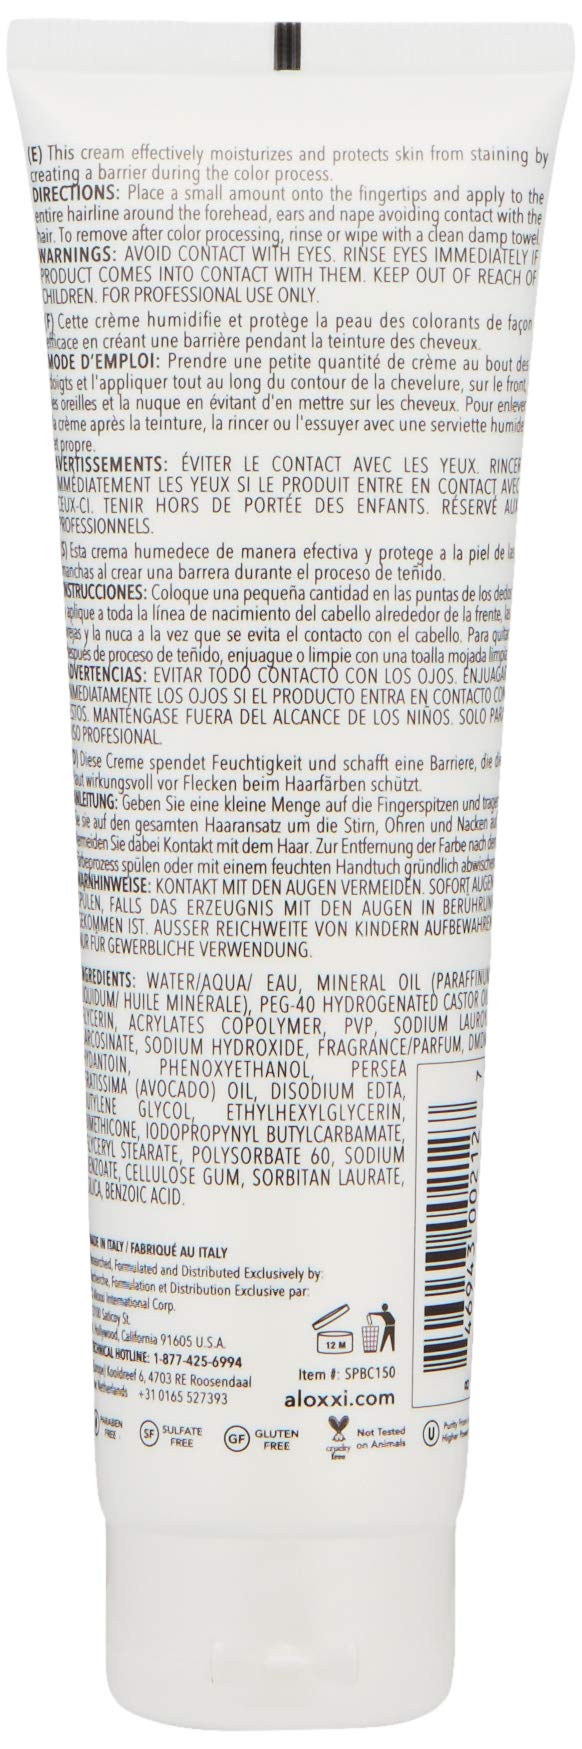 (E) This cream effectively moisturizes and protects skin from staining by
creating a barrier during the color process.
DIRECTIONS: Place a small amount onto the fingertips and apply to the
entire hairline around the forehead, ears and nape avoiding contact with the
hair. To remove after color processing, rinse or wipe with a clean damp towel.
WARNINGS: AVOID CONTACT WITH EYES. RINSE EYES IMMEDIATELY IF
PRODUCT COMES INTO CONTACT WITH THEM. KEEP OUT OF REACH OF
CHILDREN. FOR PROFESSIONAL USE ONLY.
(F) Cette crème humidifie et protège la peau des colorants de façon
efficace en créant une barrière pendant la teinture des cheveux.
MODE D'EMPLOI: Prendre une petite quantité de crème au bout des
doigts et l'appliquer tout au long du contour de la chevelure, sur le front,
es oreilles et la nuque en évitant d'en mettre sur les cheveux. Pour enlever
a crème après la teinture, la rincer ou l'essuyer avec une serviette humide
et propre.
AVERTISSEMENTS: ÉVITER LE CONTACT AVEC LES YEUX. RINCER
IMMÉDIATEMENT LES YEUX SI LE PRODUIT ENTRE EN CONTACT AVEC
CEUX-CI. TENIR HORS DE PORTÉE DES ENFANTS. RÉSERVÉ AUX
PROFESSIONNELS.
(S) Esta crema humedece de manera efectiva y protege a la piel de las
manchas al crear una barrera durante el proceso de teñido.
INSTRUCCIONES: Coloque una pequeña cantidad en las puntas de los dedos
aplique a toda la línea de nacimiento del cabello alrededor de la frente, las
orejas y la nuca a la vez que se evita el contacto con el cabello. Para quitar
después de proceso de teñido, enjuague o limpie con una toalla mojada limpie
ADVERTENCIAS: EVITAR TODO CONTACTO CON LOS OJOS. ENJUAGAR
INMEDIATAMENTE LOS OJOS SI EL PRODUCTO ENTRA EN CONTACTO CON
ESTOS. MANTÉNGASE FUERA DEL ALCANCE DE LOS NIÑOS. SOLO PARA
USO PROFESIONAL.
(D) Diese Creme spendet Feuchtigkeit und schafft eine Barriere, die die
Haut wirkungsvoll vor Flecken beim Haarfärben schützt.
ANLEITUNG: Geben Sie eine kleine Menge auf die Fingerspitzen und tragen
e sie auf den gesamten Haaransatz um die Stirn, Ohren und Nacken auf
ermeiden Sie dabei Kontakt mit dem Haar. Zur Entfernung der Farbe nach dem
ärbeprozess spülen oder mit einem feuchten Handtuch gründlich abwischen
WARNHINWEISE: KONTAKT MIT DEN AUGEN VERMEIDEN. SOFORT AUGEN
PÜLEN, FALLS DAS ERZEUGNIS MIT DEN AUGEN IN BERÜHRUNG
EKOMMEN IST. AUSSER REICHWEITE VON KINDERN AUFBEWAHREN
UR FÜR GEWERBLICHE VERWENDUNG.
INGREDIENTS: WATER/AQUA/ EAU, MINERAL OIL (PARAFFINUM
LIQUIDUM/ HUILE MINÉRALE), PEG-40 HYDROGENATED CASTOR OIL
GLYCERIN, ACRYLATES COPOLYMER, PVP, SODIUM LAUROYL
SARCOSINATE, SODIUM HYDROXIDE, FRAGRANCE/PARFUM, DMDM
HYDANTOIN, PHENOXYETHANOL, PERSEA
GRATISSIMA (AVOCADO) OIL, DISODIUM EDTA,
BUTYLENE GLYCOL, ETHYLHEXYLGLYCERIN,
DIMETHICONE, IODOPROPYNYL BUTYLCARBAMATE,
GLYCERYL STEARATE, POLYSORBATE 60, SODIUM
BENZOATE, CELLULOSE GUM, SORBITAN LAURATE,
SILICA, BENZOIC ACID.
8 46943 00212 7
MADE IN ITALY / FABRIQUÉ AU ITALY
Researched, Formulated and Distributed Exclusively by:
Recherche, Formulation et Distribution Exclusive par:
Aloxxi International Corp.
Saticoy St.
Hollywood, California 91605 U.S.A.
TECHNICAL HOTLINE: 1-877-425-6994
Europe| Kooldreef 6, 4703 RE Roosendaal
Netherlands +31 0165 527393
12 M
Item #: SPBC150
aloxxi.com
PARABEN FREE
SF SULFATE FREE
GF GLUTEN FREE
cruelty free Not Tested on Animals
U Purity From Higher Power